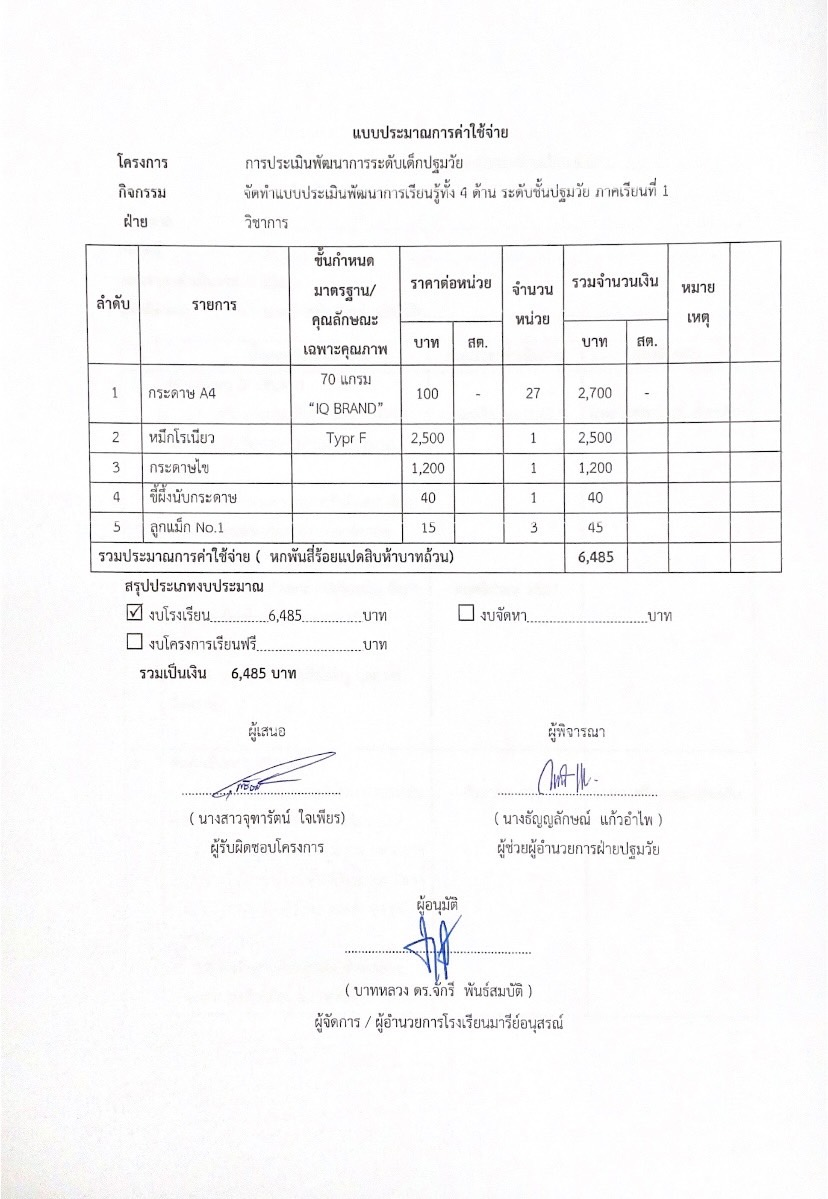 แบบประมาณการค่าใช้จ่าย
โครงการ การประเมินพัฒนาการระดับเด็กปฐมวัย
กิจกรรม จัดทำแบบประเมินพัฒนาการเรียนรู้ทั้ง 4 ด้าน ระดับชั้นปฐมวัย ภาคเรียนที่ 1
ฝ่าย วิชาการ
ลำดับ รายการ ชั้นกำหนด มาตรฐาน/ คุณลักษณะ เฉพาะคุณภาพ ราคาต่อหน่วย จำนวน หน่วย รวมจำนวนเงิน หมาย เหตุ
บาท สต. บาท สต.
1 กระดาษ A4 70 แกรม “IQ BRAND” 100 - 27 2,700 -
2 หมึกโรเนียว Typr F 2,500 1 2,500
3 กระดาษไข 1,200 1 1,200
4 ขี้ผึ้งนับกระดาษ 40 1 40
5 ลูกแม็ก No.1 15 3 45
รวมประมาณการค่าใช้จ่าย ( หกพันสี่ร้อยแปดสิบห้าบาทถ้วน) 6,485
สรุปประเภทงบประมาณ
☑ งบโรงเรียน..............6,485...............บาท ☐ งบจัดหา..............................บาท
☐ งบโครงการเรียนฟรี..........................บาท
รวมเป็นเงิน 6,485 บาท
ผู้เสนอ ผู้พิจารณา
( นางสาวจุฑารัตน์ ใจเพียร) ( นางธัญญลักษณ์ แก้วอำไพ )
ผู้รับผิดชอบโครงการ ผู้ช่วยผู้อำนวยการฝ่ายปฐมวัย
ผู้อนุมัติ
( บาทหลวง ดร.จักรี พันธ์สมบัติ )
ผู้จัดการ / ผู้อำนวยการโรงเรียนมารีย์อนุสรณ์